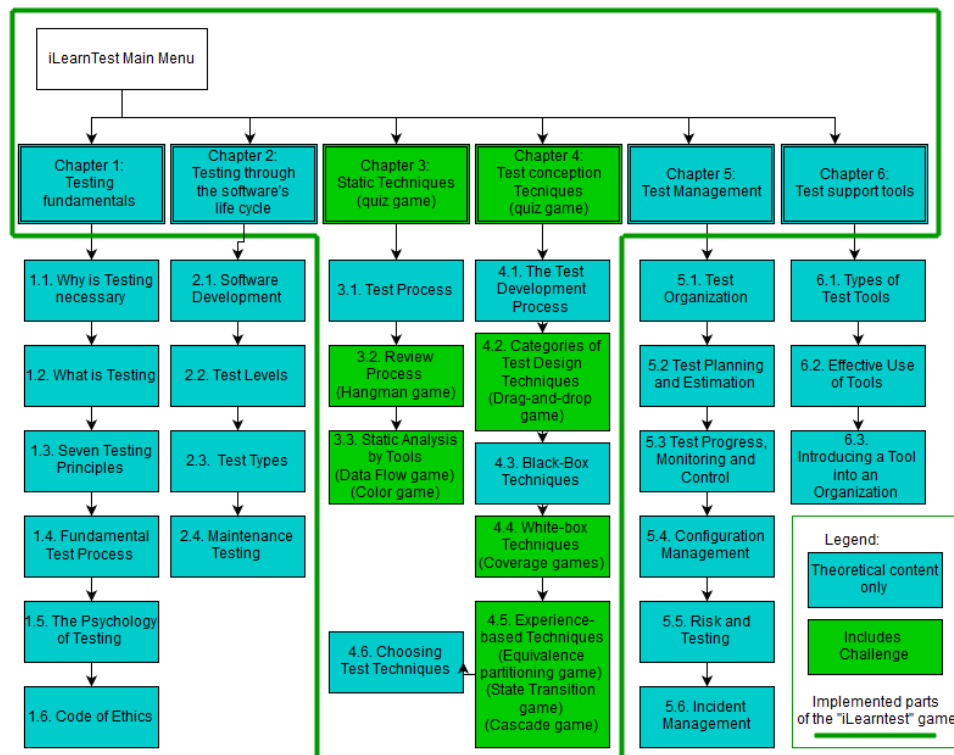 iLearnTest Main Menu
Chapter 1:
Testing
fundamentals
Chapter 2:
Testing through
the software's
life cycle
Chapter 3:
Static Techniques
(quiz game)
Chapter 4:
Test conception
Tecniques
(quiz game)
Chapter 5:
Test Management
Chapter 6:
Test support tools
1.1. Why is Testing
necessary
1.2. What is Testing
1.3. Seven Testing
Principles
1.4. Fundamental
Test Process
1.5. The Psychology
of Testing
1.6. Code of Ethics
2.1. Software
Development
2.2. Test Levels
2.3. Test Types
2.4. Maintenance
Testing
3.1. Test Process
3.2. Review
Process
(Hangman game)
3.3. Static Analysis
by Tools
(Data Flow game)
(Color game)
4.1. The Test
Development
Process
4.2. Categories of
Test Design
Techniques
(Drag-and-drop
game)
4.3. Black-Box
Techniques
4.4. White-box
Techniques
(Coverage games)
4.5. Experience-
based Techniques
(Equivalence
partitioning game)
(State Transition
game)
(Cascade game)
4.6. Choosing
Test Techniques
5.1. Test
Organization
5.2 Test Planning
and Estimation
5.3 Test Progress,
Monitoring and
Control
5.4. Configuration
Management
5.5. Risk and
Testing
5.6. Incident
Management
6.1. Types of
Test Tools
6.2. Effective Use
of Tools
6.3.
Introducing a Tool
into an
Organization
Legend:
Theoretical content
only
Includes
Challenge
Implemented parts
of the "iLearntest" game